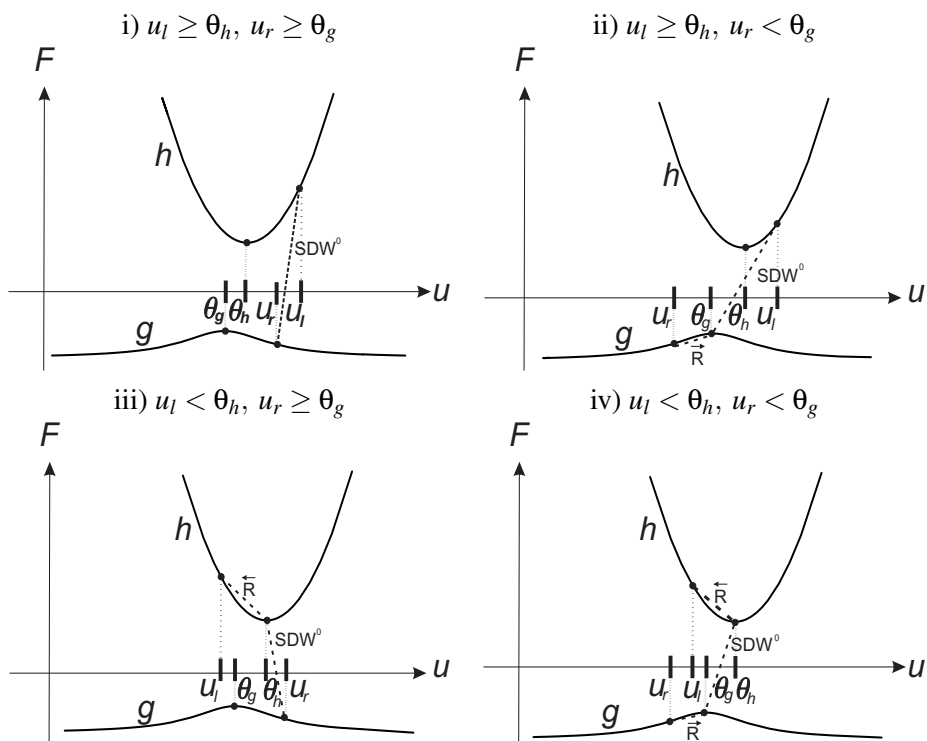 i) u_l ≥ θ_h, u_r ≥ θ_g
F
h
SDW⁰
θ_g θ_h u_r u_l
u
g
ii) u_l ≥ θ_h, u_r < θ_g
F
h
SDW⁰
u_r θ_g θ_h u_l
u
g
R⃗
iii) u_l < θ_h, u_r ≥ θ_g
F
h
R⃖
SDW⁰
u_l θ_g θ_h u_r
u
g
iv) u_l < θ_h, u_r < θ_g
F
h
R⃖
SDW⁰
u_r u_l θ_g θ_h
u
g
R⃗